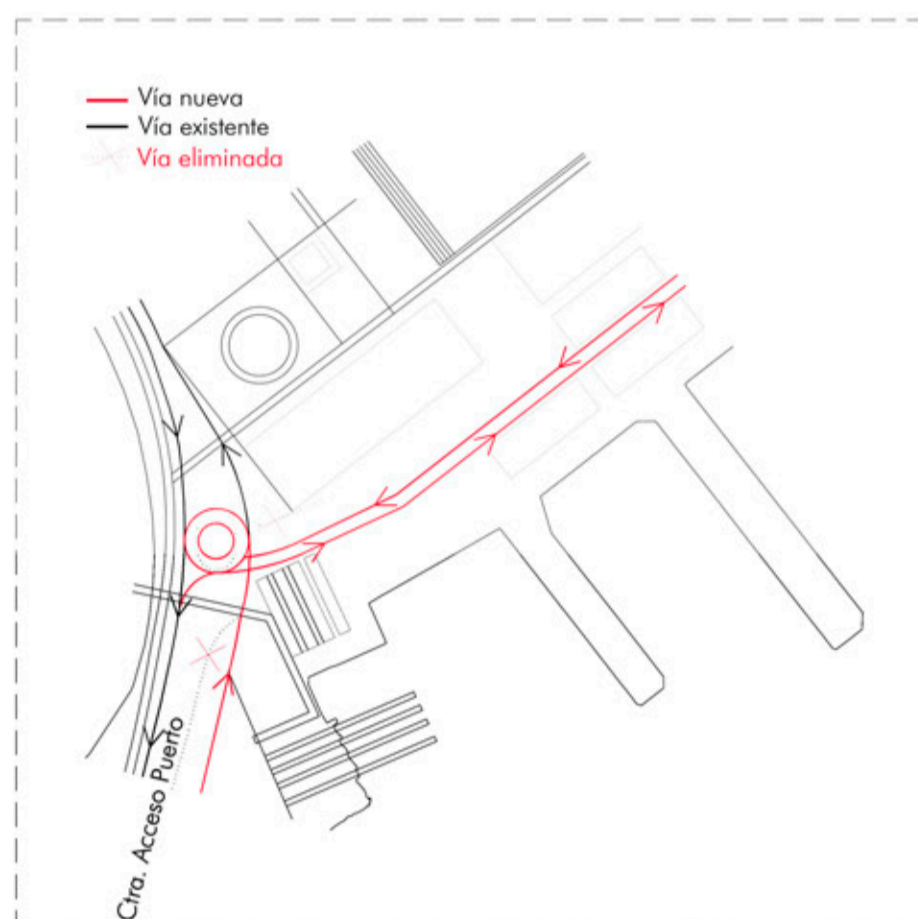 Vía nueva
Vía existente
Vía eliminada
Ctra. Acceso Puerto